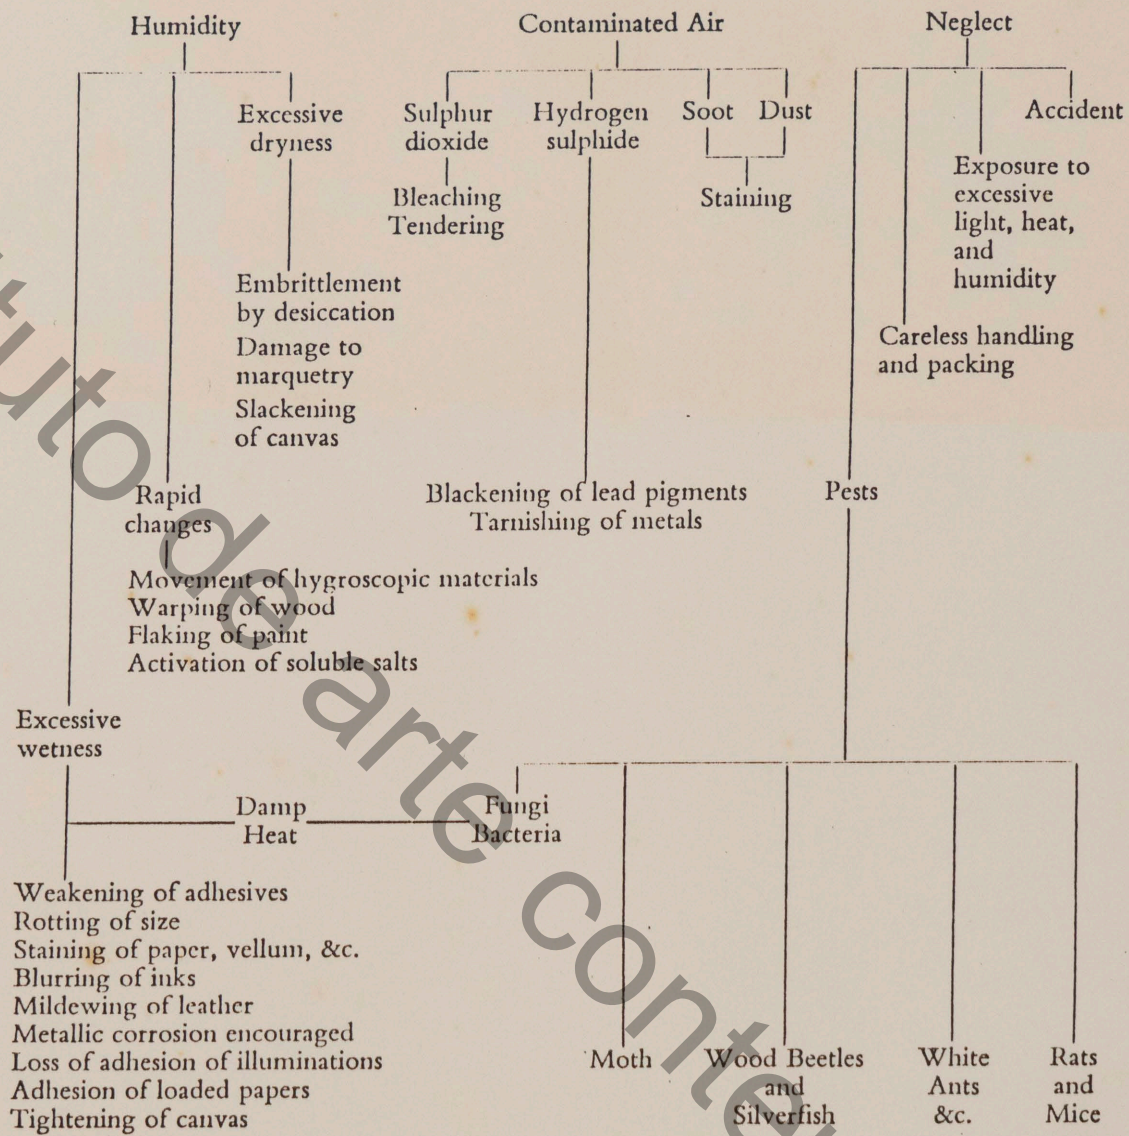 Humidity
Contaminated Air
Neglect
Excessive
dryness
Sulphur
dioxide
Hydrogen
sulphide
Soot
Dust
Accident
Bleaching
Tendering
Staining
Exposure to
excessive
light, heat,
and
humidity
Embrittlement
by desiccation
Damage to
marquetry
Slackening
of canvas
Careless handling
and packing
Rapid
changes
Blackening of lead pigments
Tarnishing of metals
Pests
Movement of hygroscopic materials
Warping of wood
Flaking of paint
Activation of soluble salts
Excessive
wetness
Damp
Heat
Fungi
Bacteria
Weakening of adhesives
Rotting of size
Staining of paper, vellum, &c.
Blurring of inks
Mildewing of leather
Metallic corrosion encouraged
Loss of adhesion of illuminations
Adhesion of loaded papers
Tightening of canvas
Moth
Wood Beetles
and
Silverfish
White
Ants
&c.
Rats
and
Mice
de arte